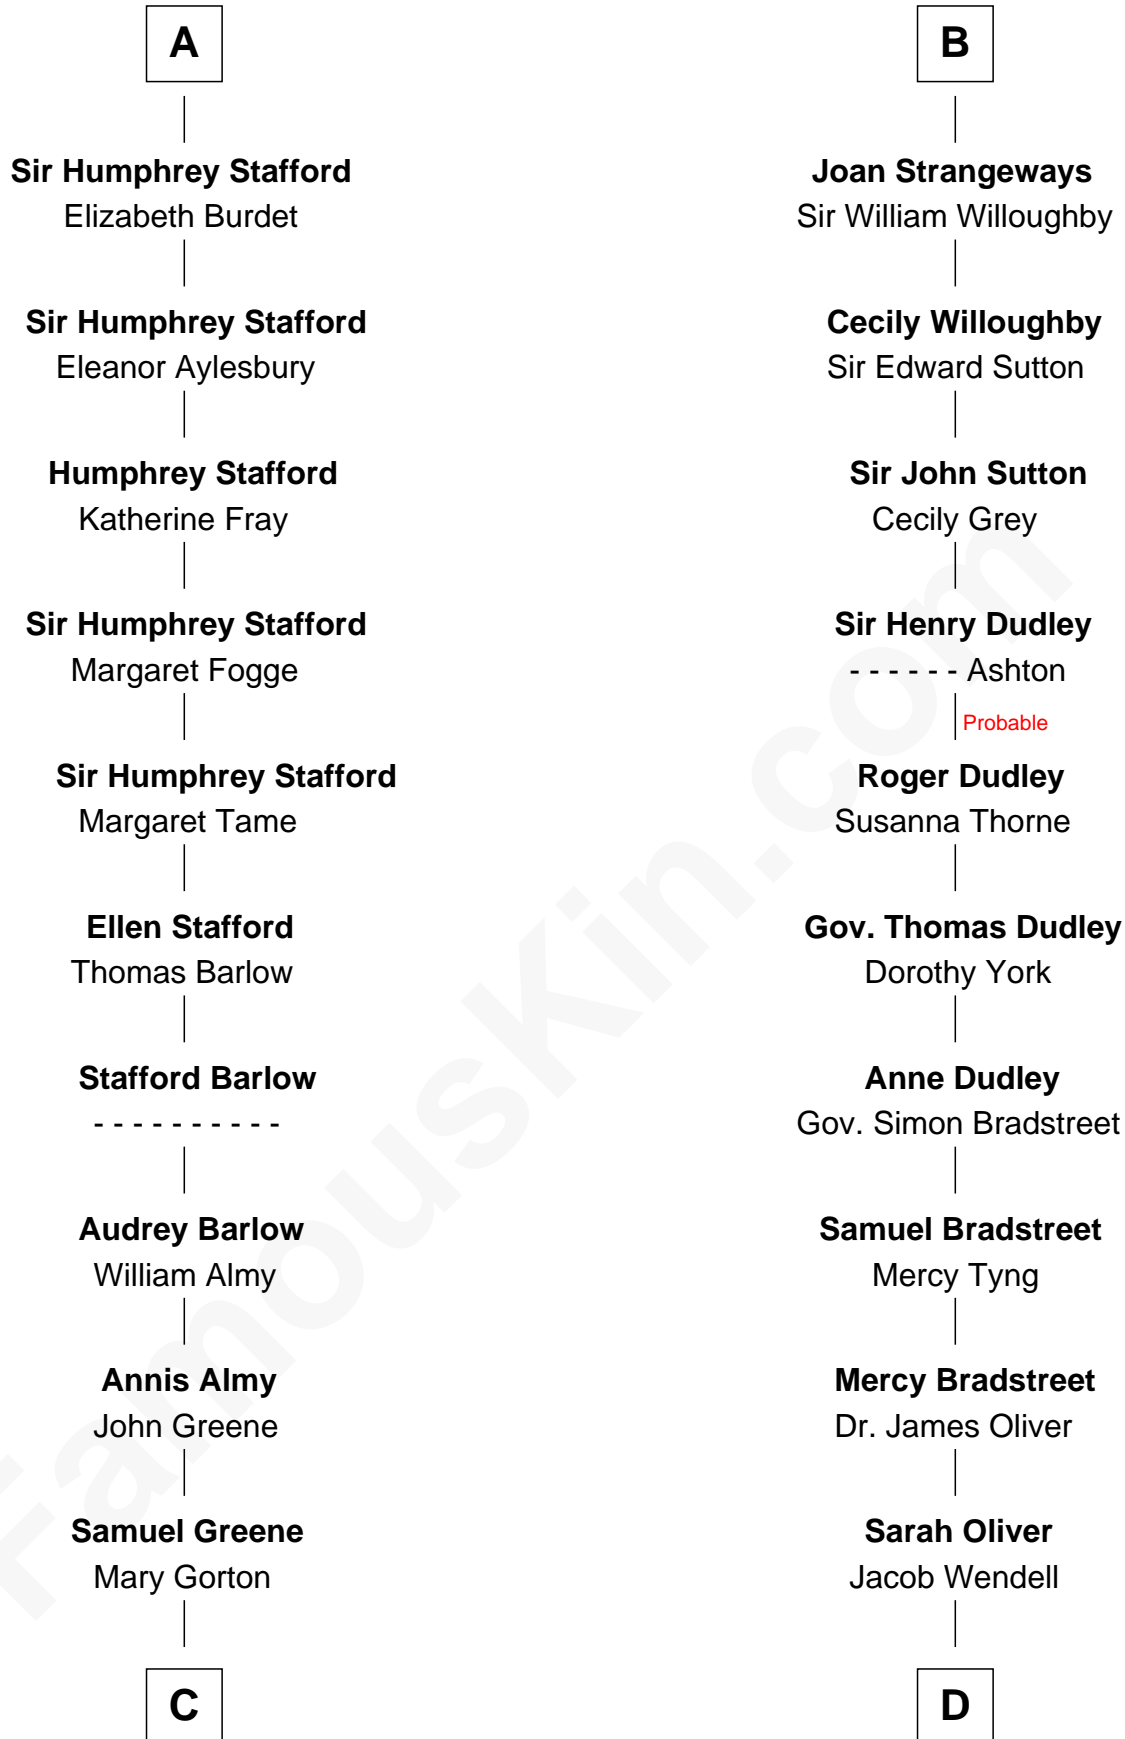 A
Sir Humphrey Stafford
Elizabeth Burdet
Sir Humphrey Stafford
Eleanor Aylesbury
Humphrey Stafford
Katherine Fray
Sir Humphrey Stafford
Margaret Fogge
Sir Humphrey Stafford
Margaret Tame
Ellen Stafford
Thomas Barlow
Stafford Barlow
- - - - - - - - - -
Audrey Barlow
William Almy
Annis Almy
John Greene
Samuel Greene
Mary Gorton
C
B
Joan Strangeways
Sir William Willoughby
Cecily Willoughby
Sir Edward Sutton
Sir John Sutton
Cecily Grey
Sir Henry Dudley
- - - - - - Ashton
Probable
Roger Dudley
Susanna Thorne
Gov. Thomas Dudley
Dorothy York
Anne Dudley
Gov. Simon Bradstreet
Samuel Bradstreet
Mercy Tyng
Mercy Bradstreet
Dr. James Oliver
Sarah Oliver
Jacob Wendell
D
FamousKin.com